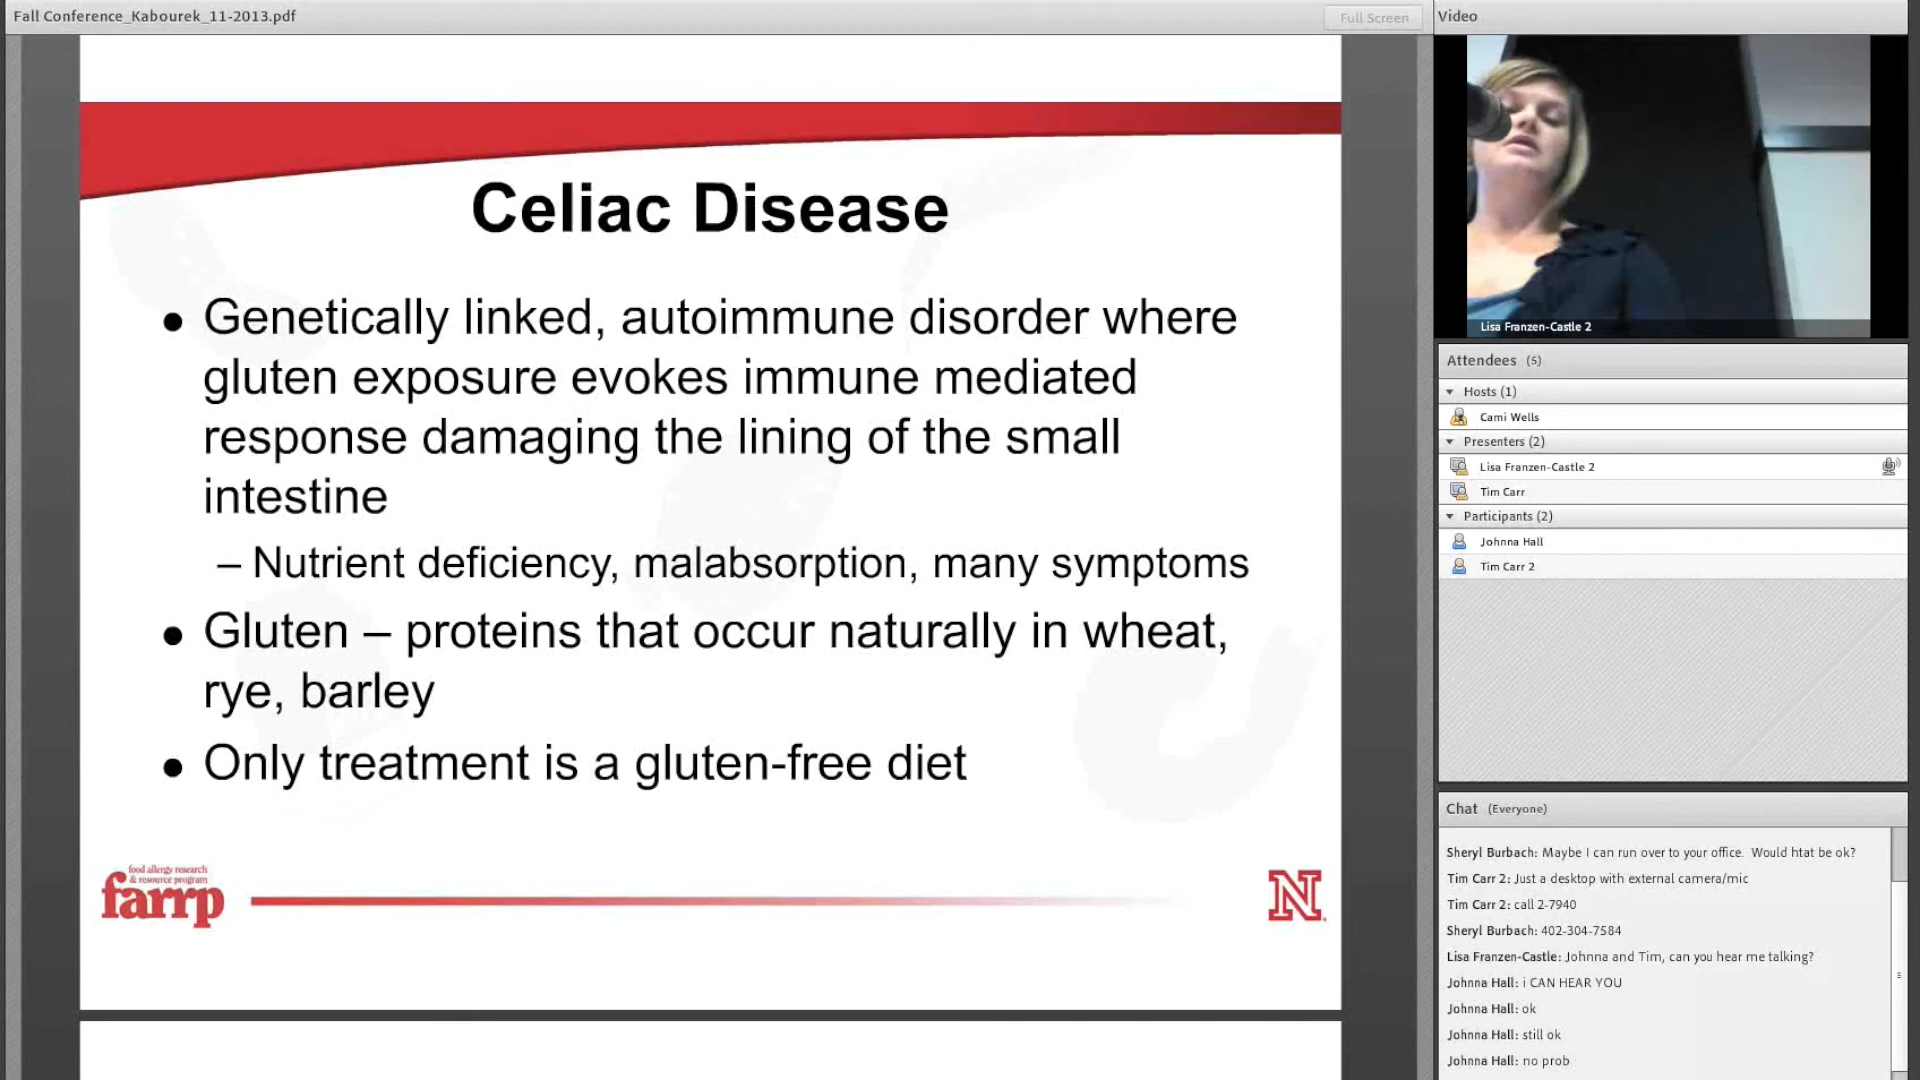 Fall Conference_Kabourek_11-2013.pdf
Full Screen
Celiac Disease
● Genetically linked, autoimmune disorder where
gluten exposure evokes immune mediated
response damaging the lining of the small
intestine
– Nutrient deficiency, malabsorption, many symptoms
● Gluten – proteins that occur naturally in wheat,
rye, barley
● Only treatment is a gluten-free diet
food allergy research
& resource program
farrp
N
Video
Lisa Franzen-Castle 2
Attendees (5)
Hosts (1)
Cami Wells
Presenters (2)
Lisa Franzen-Castle 2
Tim Carr
Participants (2)
Johnna Hall
Tim Carr 2
Chat (Everyone)
Sheryl Burbach: Maybe I can run over to your office. Would htat be ok?
Tim Carr 2: Just a desktop with external camera/mic
Tim Carr 2: call 2-7940
Sheryl Burbach: 402-304-7584
Lisa Franzen-Castle: Johnna and Tim, can you hear me talking?
Johnna Hall: i CAN HEAR YOU
Johnna Hall: ok
Johnna Hall: still ok
Johnna Hall: no prob